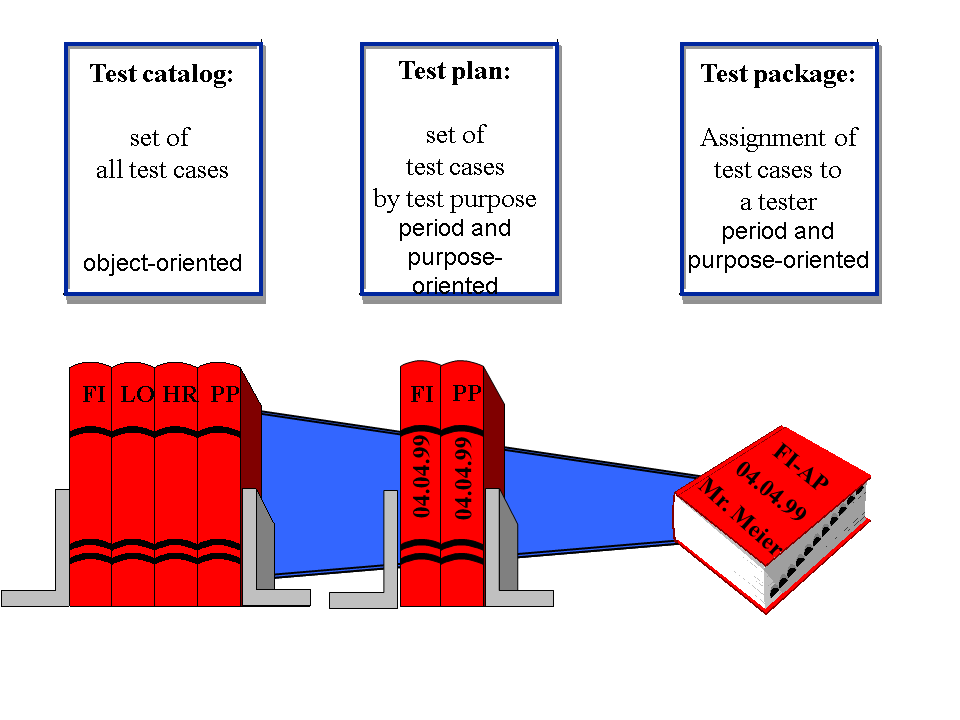 Test catalog:
set of
all test cases
object-oriented
Test plan:
set of
test cases
by test purpose
period and
purpose-
oriented
Test package:
Assignment of
test cases to
a tester
period and
purpose-oriented
FI LO HR PP
FI PP
04.04.99 04.04.99
FI-AP
04.04.99
Mr. Meier